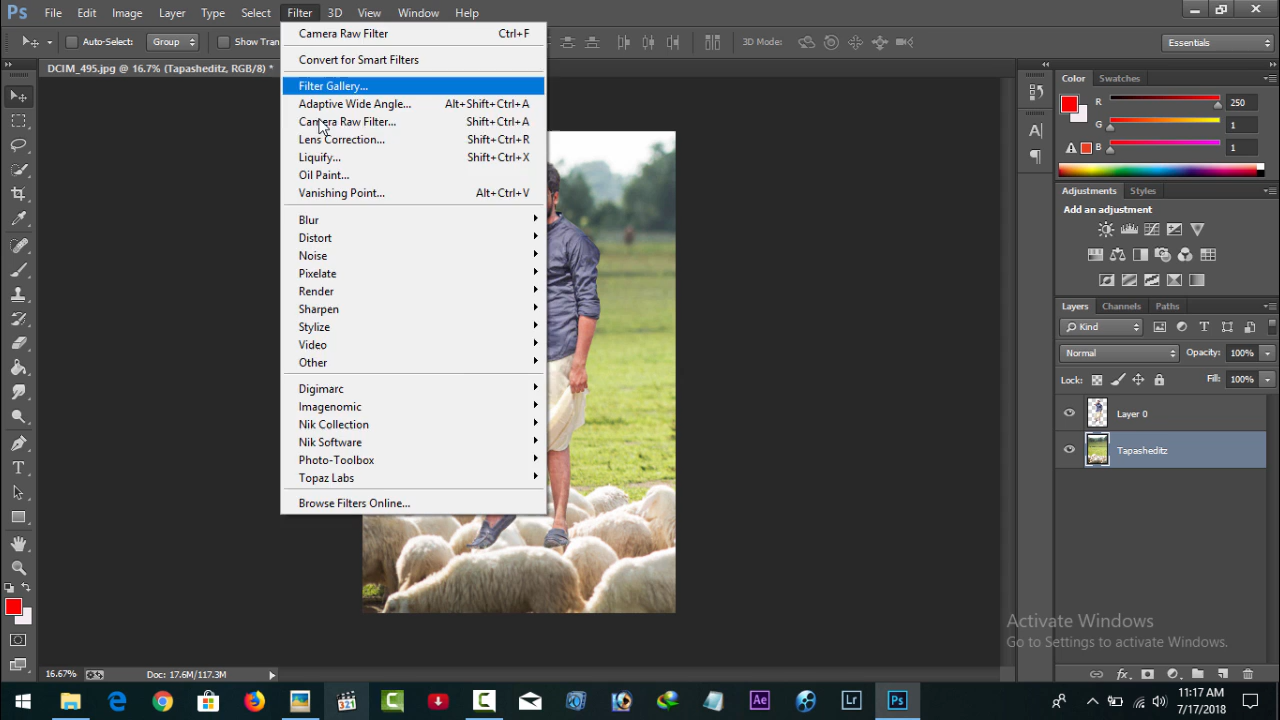 Ps File Edit Image Layer Type Select Filter 3D View Window Help
Auto-Select: Group Show Tran 3D Mode: Essentials
DCIM_495.jpg @ 16.7% (Tapasheditz, RGB/8) *
Camera Raw Filter Ctrl+F
Convert for Smart Filters
Filter Gallery...
Adaptive Wide Angle... Alt+Shift+Ctrl+A
Camera Raw Filter... Shift+Ctrl+A
Lens Correction... Shift+Ctrl+R
Liquify... Shift+Ctrl+X
Oil Paint...
Vanishing Point... Alt+Ctrl+V
Blur
Distort
Noise
Pixelate
Render
Sharpen
Stylize
Video
Other
Digimarc
Imagenomic
Nik Collection
Nik Software
Photo-Toolbox
Topaz Labs
Browse Filters Online...
Color Swatches
R 250
G 1
B 1
Adjustments Styles
Add an adjustment
Layers Channels Paths
Kind
Normal Opacity: 100%
Lock: Fill: 100%
Layer 0
Tapasheditz
Activate Windows
Go to Settings to activate Windows.
16.67% Doc: 17.6M/117.3M
321 Ae Lr Ps
11:17 AM
7/17/2018